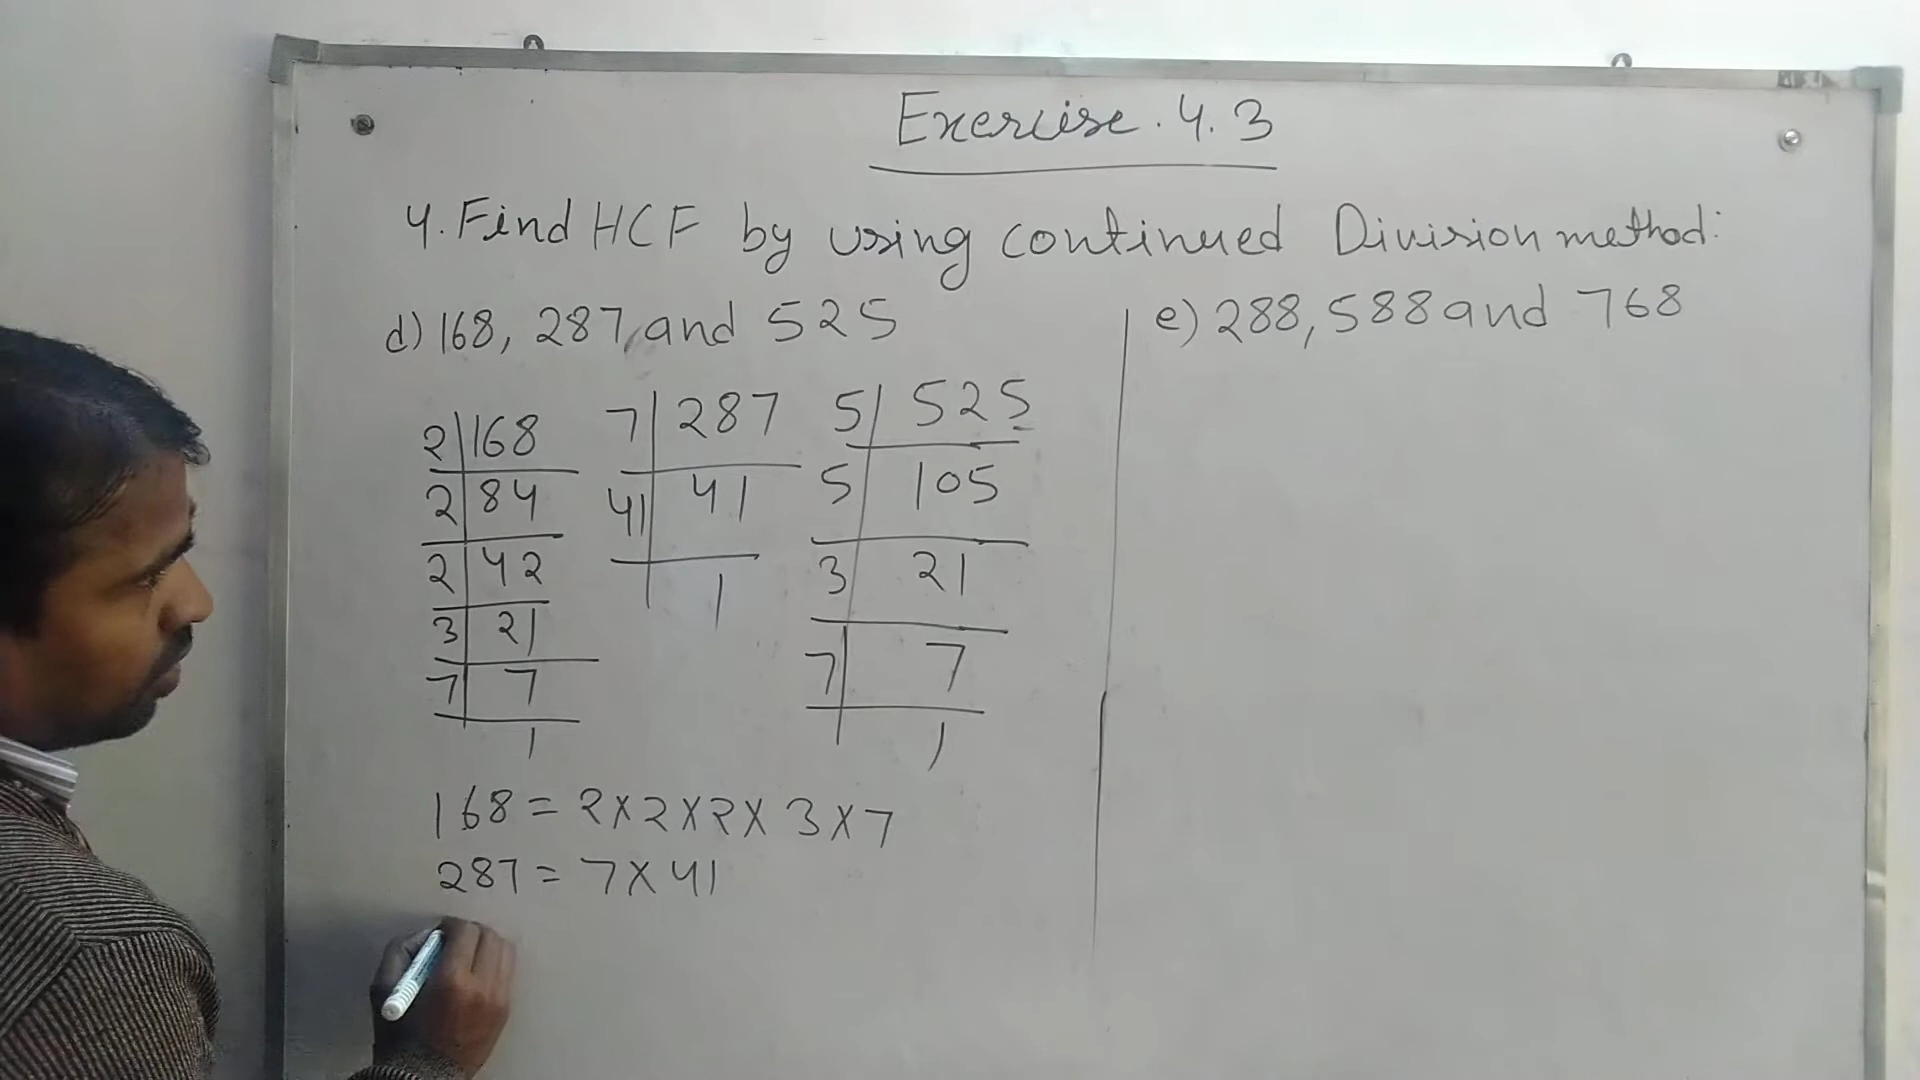 Exercise. 4.3
4. Find HCF by using continued Division method:
d) 168, 287, and 525
2|168
2|84
2|42
3|21
7|7
1
7|287
41|41
1
5|525
5|105
3|21
7|7
1
168 = 2×2×2×3×7
287 = 7×41
e) 288, 588 and 768